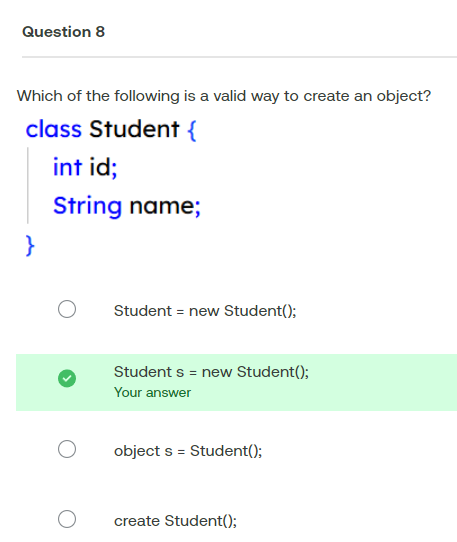 Question 8
Which of the following is a valid way to create an object?
class Student {
int id;
String name;
}
Student = new Student();
Student s = new Student();
Your answer
object s = Student();
create Student();